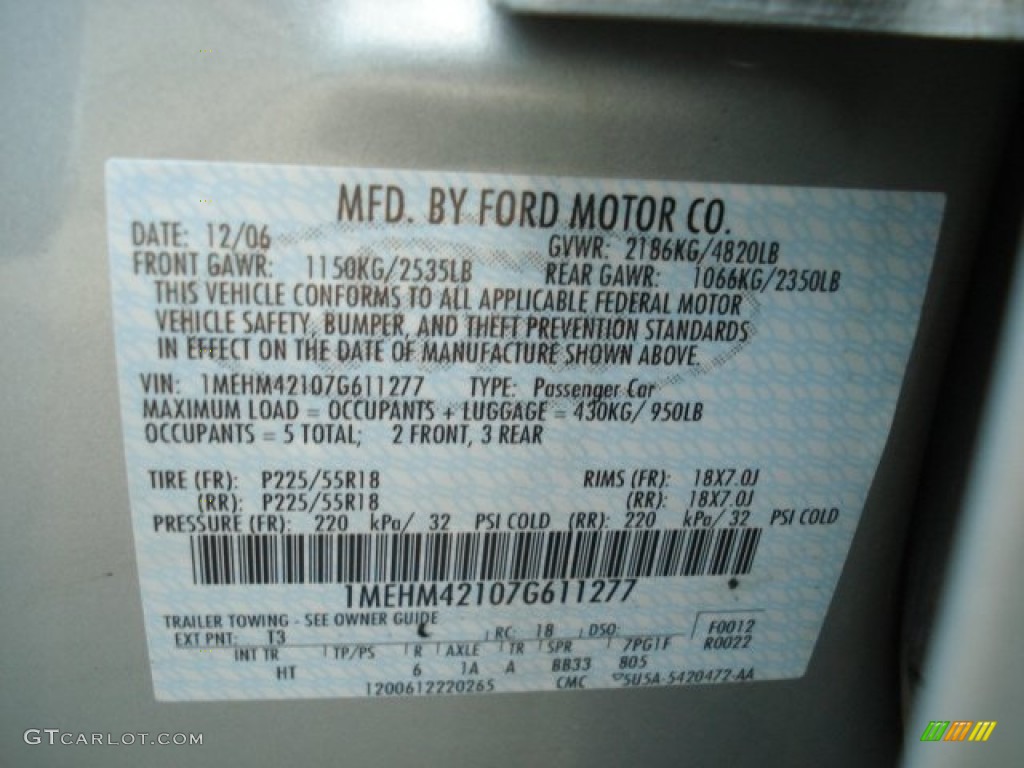 MFD. BY FORD MOTOR CO.
DATE: 12/06 GVWR: 2186KG/4820LB
FRONT GAWR: 1150KG/2535LB REAR GAWR: 1066KG/2350LB
THIS VEHICLE CONFORMS TO ALL APPLICABLE FEDERAL MOTOR
VEHICLE SAFETY, BUMPER, AND THEFT PREVENTION STANDARDS
IN EFFECT ON THE DATE OF MANUFACTURE SHOWN ABOVE.
VIN: 1MEHM42107G611277 TYPE: Passenger Car
MAXIMUM LOAD = OCCUPANTS + LUGGAGE = 430KG/ 950LB
OCCUPANTS = 5 TOTAL; 2 FRONT, 3 REAR
TIRE (FR): P225/55R18 RIMS (FR): 18X7.0J
(RR): P225/55R18 (RR): 18X7.0J
PRESSURE (FR): 220 kPa/ 32 PSI COLD (RR): 220 kPa/ 32 PSI COLD
1MEHM42107G611277
TRAILER TOWING - SEE OWNER GUIDE F0012
EXT PNT: T3 RC: 18 DSO: 7PG1F R0022
INT TR TP/PS R AXLE TR SPR
HT 6 1A A BB33 805
1200612220265 CMC 5U5A-5420472-AA
GTCARLOT.COM